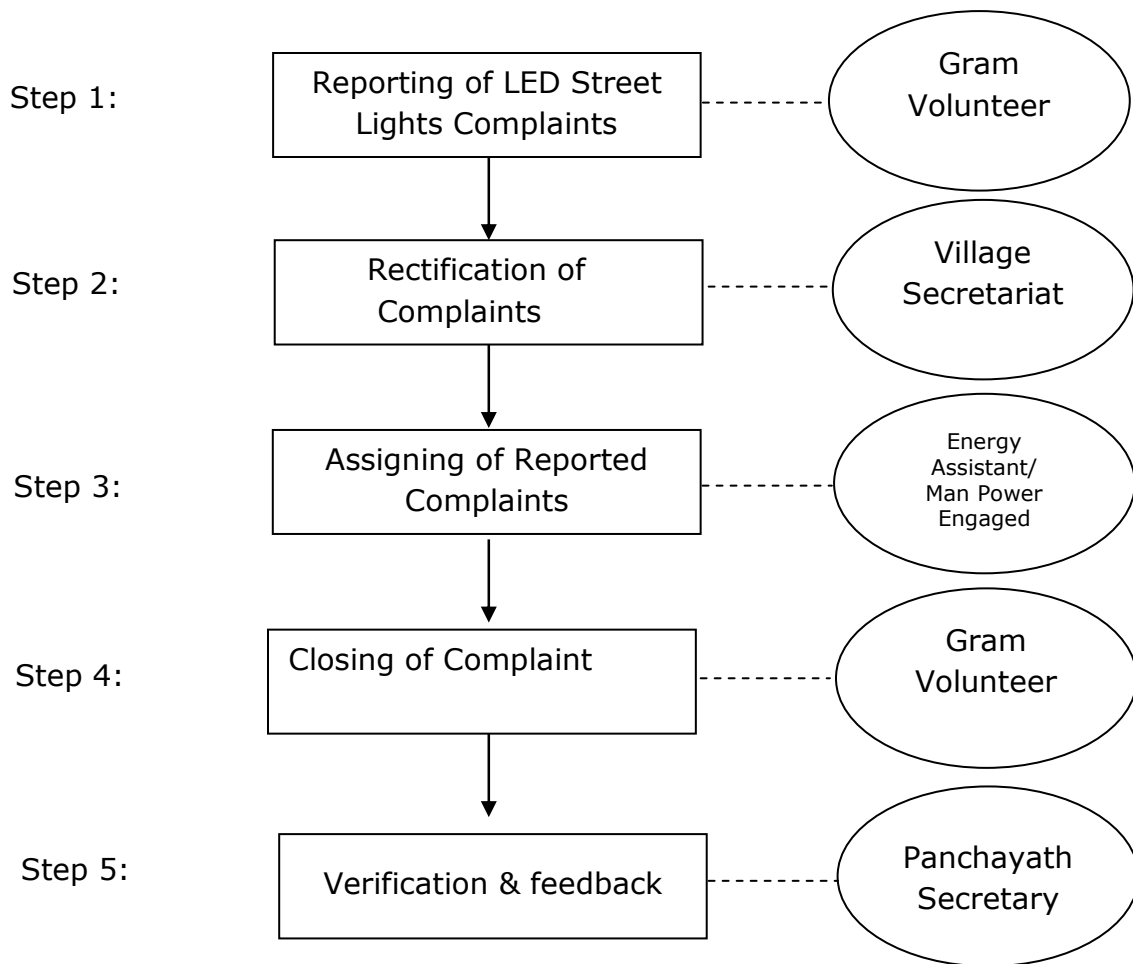 Step 1:
Reporting of LED Street
Lights Complaints
Gram
Volunteer
Step 2:
Rectification of
Complaints
Village
Secretariat
Step 3:
Assigning of Reported
Complaints
Energy
Assistant/
Man Power
Engaged
Step 4:
Closing of Complaint
Gram
Volunteer
Step 5:
Verification & feedback
Panchayath
Secretary